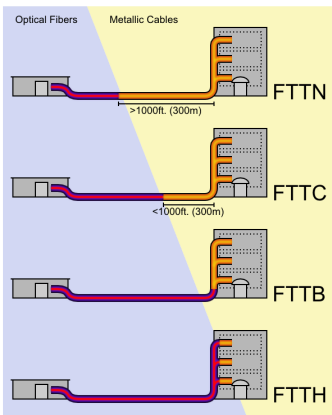 Optical Fibers Metallic Cables
FTTN
>1000ft. (300m)
FTTC
<1000ft. (300m)
FTTB
FTTH